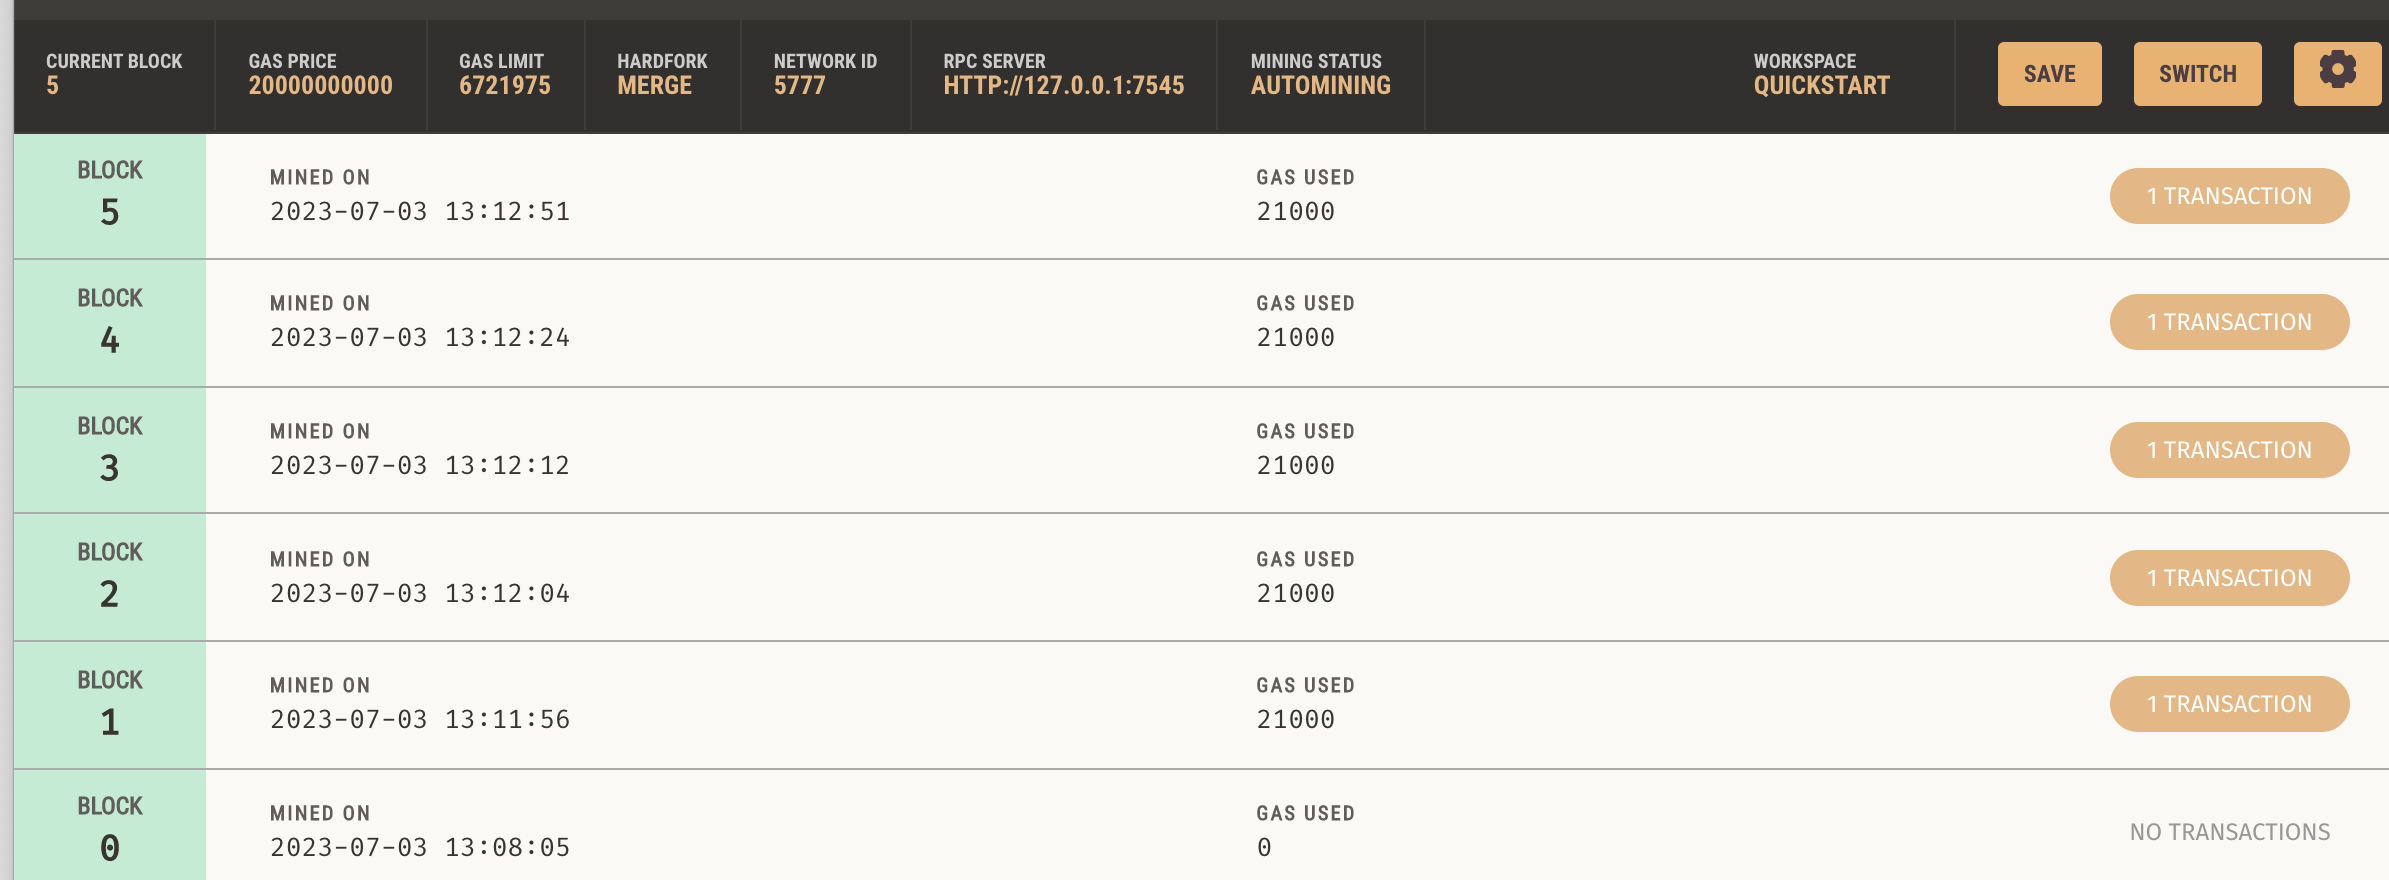 CURRENT BLOCK GAS PRICE GAS LIMIT HARDFORK NETWORK ID RPC SERVER MINING STATUS WORKSPACE
5 20000000000 6721975 MERGE 5777 HTTP://127.0.0.1:7545 AUTOMINING QUICKSTART SAVE SWITCH
BLOCK MINED ON GAS USED
5 2023-07-03 13:12:51 21000 1 TRANSACTION
BLOCK MINED ON GAS USED
4 2023-07-03 13:12:24 21000 1 TRANSACTION
BLOCK MINED ON GAS USED
3 2023-07-03 13:12:12 21000 1 TRANSACTION
BLOCK MINED ON GAS USED
2 2023-07-03 13:12:04 21000 1 TRANSACTION
BLOCK MINED ON GAS USED
1 2023-07-03 13:11:56 21000 1 TRANSACTION
BLOCK MINED ON GAS USED
0 2023-07-03 13:08:05 0 NO TRANSACTIONS